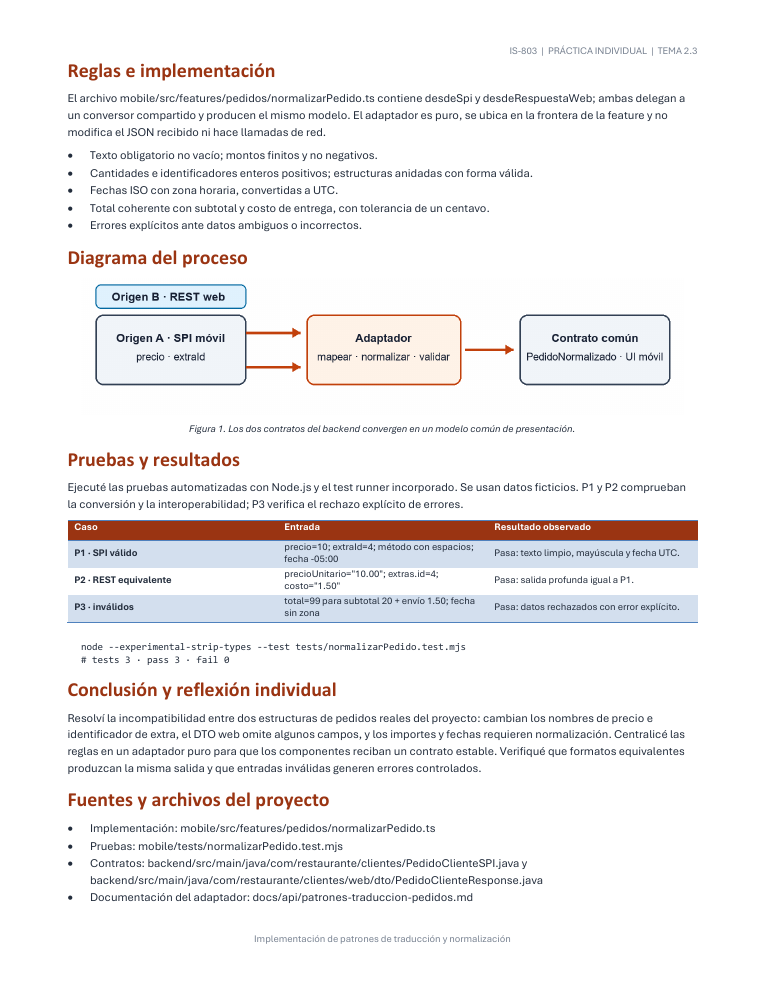 IS-803 | PRÁCTICA INDIVIDUAL | TEMA 2.3
Reglas e implementación
El archivo mobile/src/features/pedidos/normalizarPedido.ts contiene desdeSpi y desdeRespuestaWeb; ambas delegan a
un conversor compartido y producen el mismo modelo. El adaptador es puro, se ubica en la frontera de la feature y no
modifica el JSON recibido ni hace llamadas de red.
• Texto obligatorio no vacío; montos finitos y no negativos.
• Cantidades e identificadores enteros positivos; estructuras anidadas con forma válida.
• Fechas ISO con zona horaria, convertidas a UTC.
• Total coherente con subtotal y costo de entrega, con tolerancia de un centavo.
• Errores explícitos ante datos ambiguos o incorrectos.
Diagrama del proceso
Origen B · REST web
Origen A · SPI móvil
precio · extraId
Adaptador
mapear · normalizar · validar
Contrato común
PedidoNormalizado · UI móvil
Figura 1. Los dos contratos del backend convergen en un modelo común de presentación.
Pruebas y resultados
Ejecuté las pruebas automatizadas con Node.js y el test runner incorporado. Se usan datos ficticios. P1 y P2 comprueban
la conversión y la interoperabilidad; P3 verifica el rechazo explícito de errores.
Caso Entrada Resultado observado
P1 · SPI válido precio=10; extraId=4; método con espacios; Pasa: texto limpio, mayúscula y fecha UTC.
fecha -05:00
P2 · REST equivalente precioUnitario="10.00"; extras.id=4; Pasa: salida profunda igual a P1.
costo="1.50"
P3 · inválidos total=99 para subtotal 20 + envío 1.50; fecha Pasa: datos rechazados con error explícito.
sin zona
node --experimental-strip-types --test tests/normalizarPedido.test.mjs
# tests 3 · pass 3 · fail 0
Conclusión y reflexión individual
Resolví la incompatibilidad entre dos estructuras de pedidos reales del proyecto: cambian los nombres de precio e
identificador de extra, el DTO web omite algunos campos, y los importes y fechas requieren normalización. Centralicé las
reglas en un adaptador puro para que los componentes reciban un contrato estable. Verifiqué que formatos equivalentes
produzcan la misma salida y que entradas inválidas generen errores controlados.
Fuentes y archivos del proyecto
• Implementación: mobile/src/features/pedidos/normalizarPedido.ts
• Pruebas: mobile/tests/normalizarPedido.test.mjs
• Contratos: backend/src/main/java/com/restaurante/clientes/PedidoClienteSPI.java y
backend/src/main/java/com/restaurante/clientes/web/dto/PedidoClienteResponse.java
• Documentación del adaptador: docs/api/patrones-traduccion-pedidos.md
Implementación de patrones de traducción y normalización